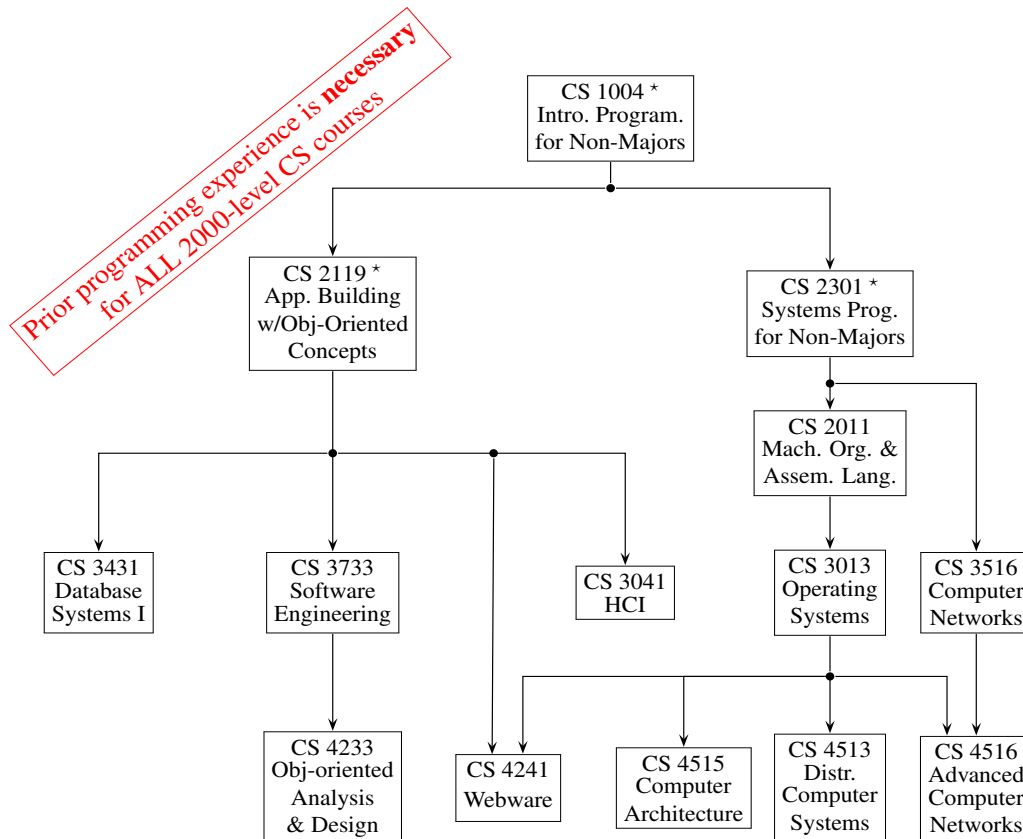 Prior programming experience is necessary
for ALL 2000-level CS courses
CS 1004 *
Intro. Program.
for Non-Majors
CS 2119 *
App. Building
w/Obj-Oriented
Concepts
CS 2301 *
Systems Prog.
for Non-Majors
CS 2011
Mach. Org. &
Assem. Lang.
CS 3431
Database
Systems I
CS 3733
Software
Engineering
CS 3041
HCI
CS 3013
Operating
Systems
CS 3516
Computer
Networks
CS 4233
Obj-oriented
Analysis
& Design
CS 4241
Webware
CS 4515
Computer
Architecture
CS 4513
Distr.
Computer
Systems
CS 4516
Advanced
Computer
Networks